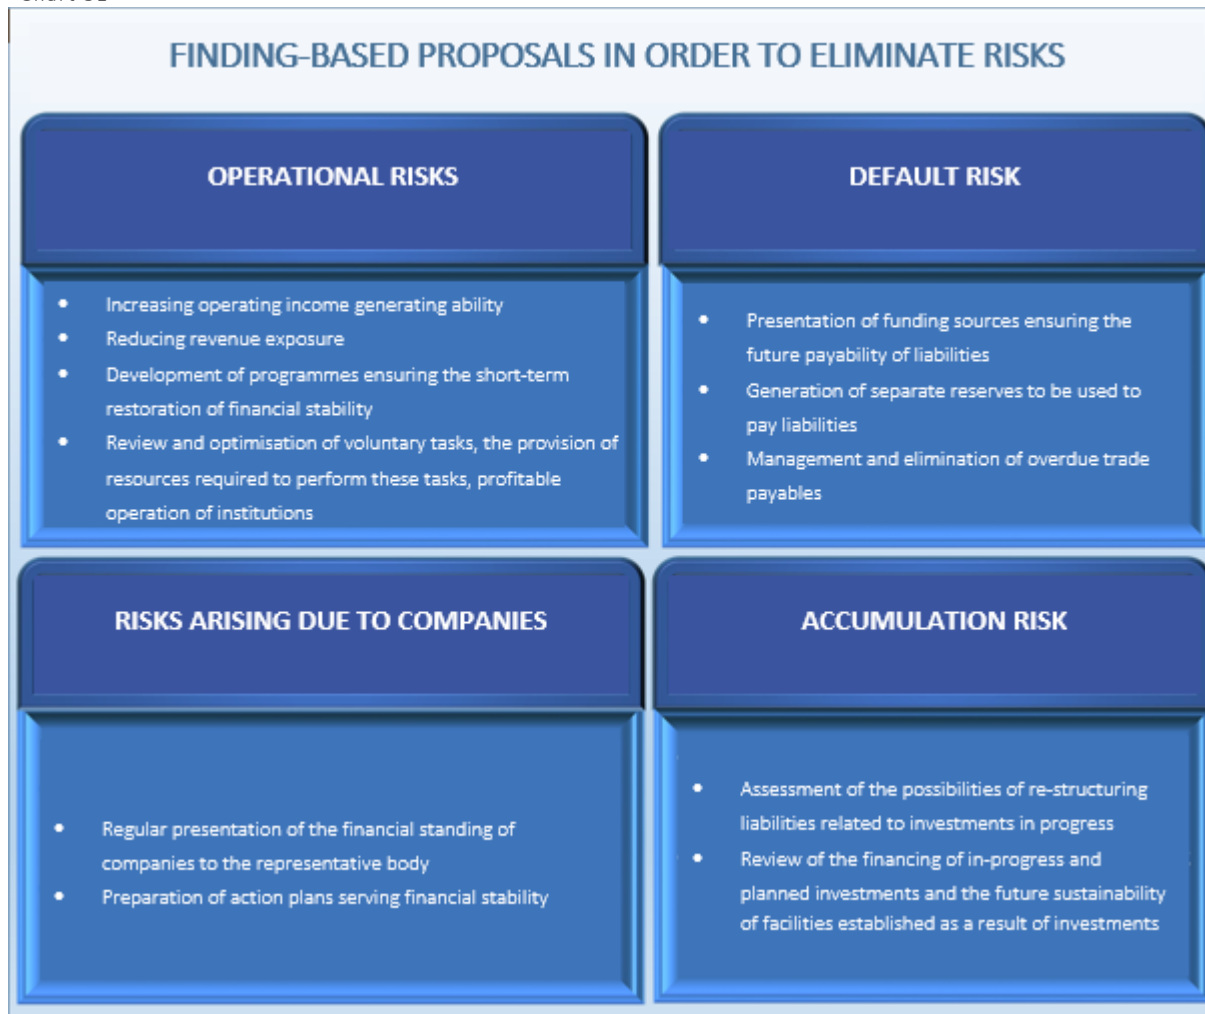 FINDING-BASED PROPOSALS IN ORDER TO ELIMINATE RISKS
OPERATIONAL RISKS
• Increasing operating income generating ability
• Reducing revenue exposure
• Development of programmes ensuring the short-term
restoration of financial stability
• Review and optimisation of voluntary tasks, the provision of
resources required to perform these tasks, profitable
operation of institutions
DEFAULT RISK
• Presentation of funding sources ensuring the
future payability of liabilities
• Generation of separate reserves to be used to
pay liabilities
• Management and elimination of overdue trade
payables
RISKS ARISING DUE TO COMPANIES
• Regular presentation of the financial standing of
companies to the representative body
• Preparation of action plans serving financial stability
ACCUMULATION RISK
• Assessment of the possibilities of re-structuring
liabilities related to investments in progress
• Review of the financing of in-progress and
planned investments and the future sustainability
of facilities established as a result of investments